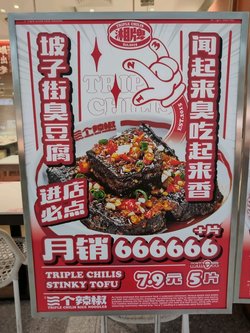 TRIPLE CHILIS
湘牌
坡子街臭豆腐
进店必点
闻起来臭吃起来香
TRIPLE
CHILIS
三个辣椒
月销666666+片
TRIPLE CHILIS
STINKY TOFU
7.9元5片
三个辣椒
TRIPLE CHILIS RICE NOODLES